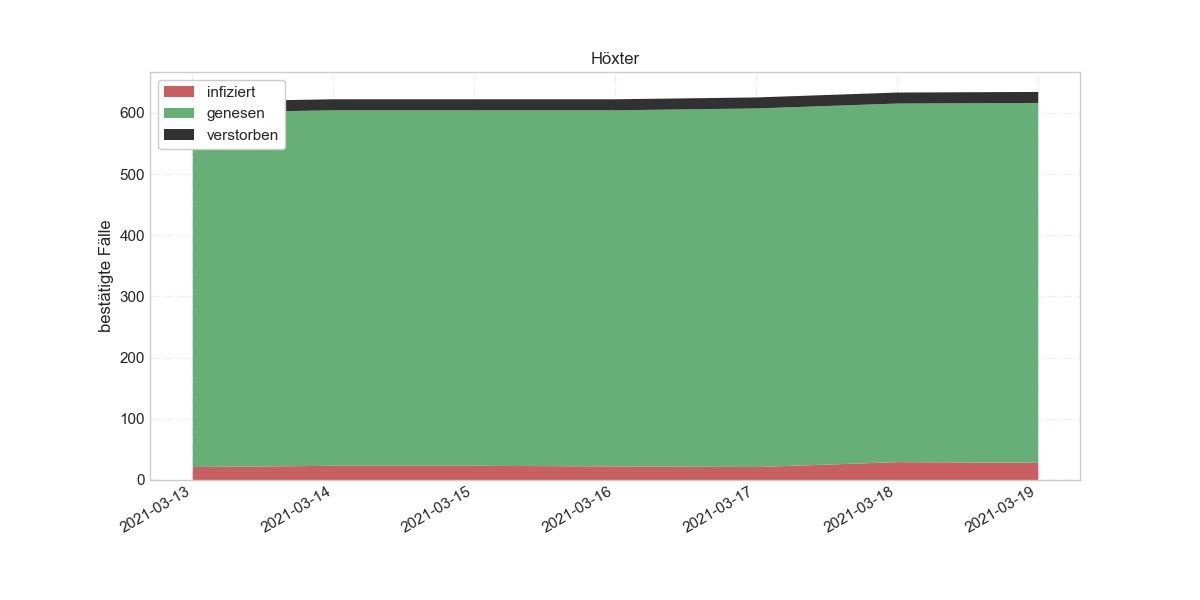 Höxter
infiziert
genesen
verstorben
bestätigte Fälle
600
500
400
300
200
100
0
2021-03-13
2021-03-14
2021-03-15
2021-03-16
2021-03-17
2021-03-18
2021-03-19